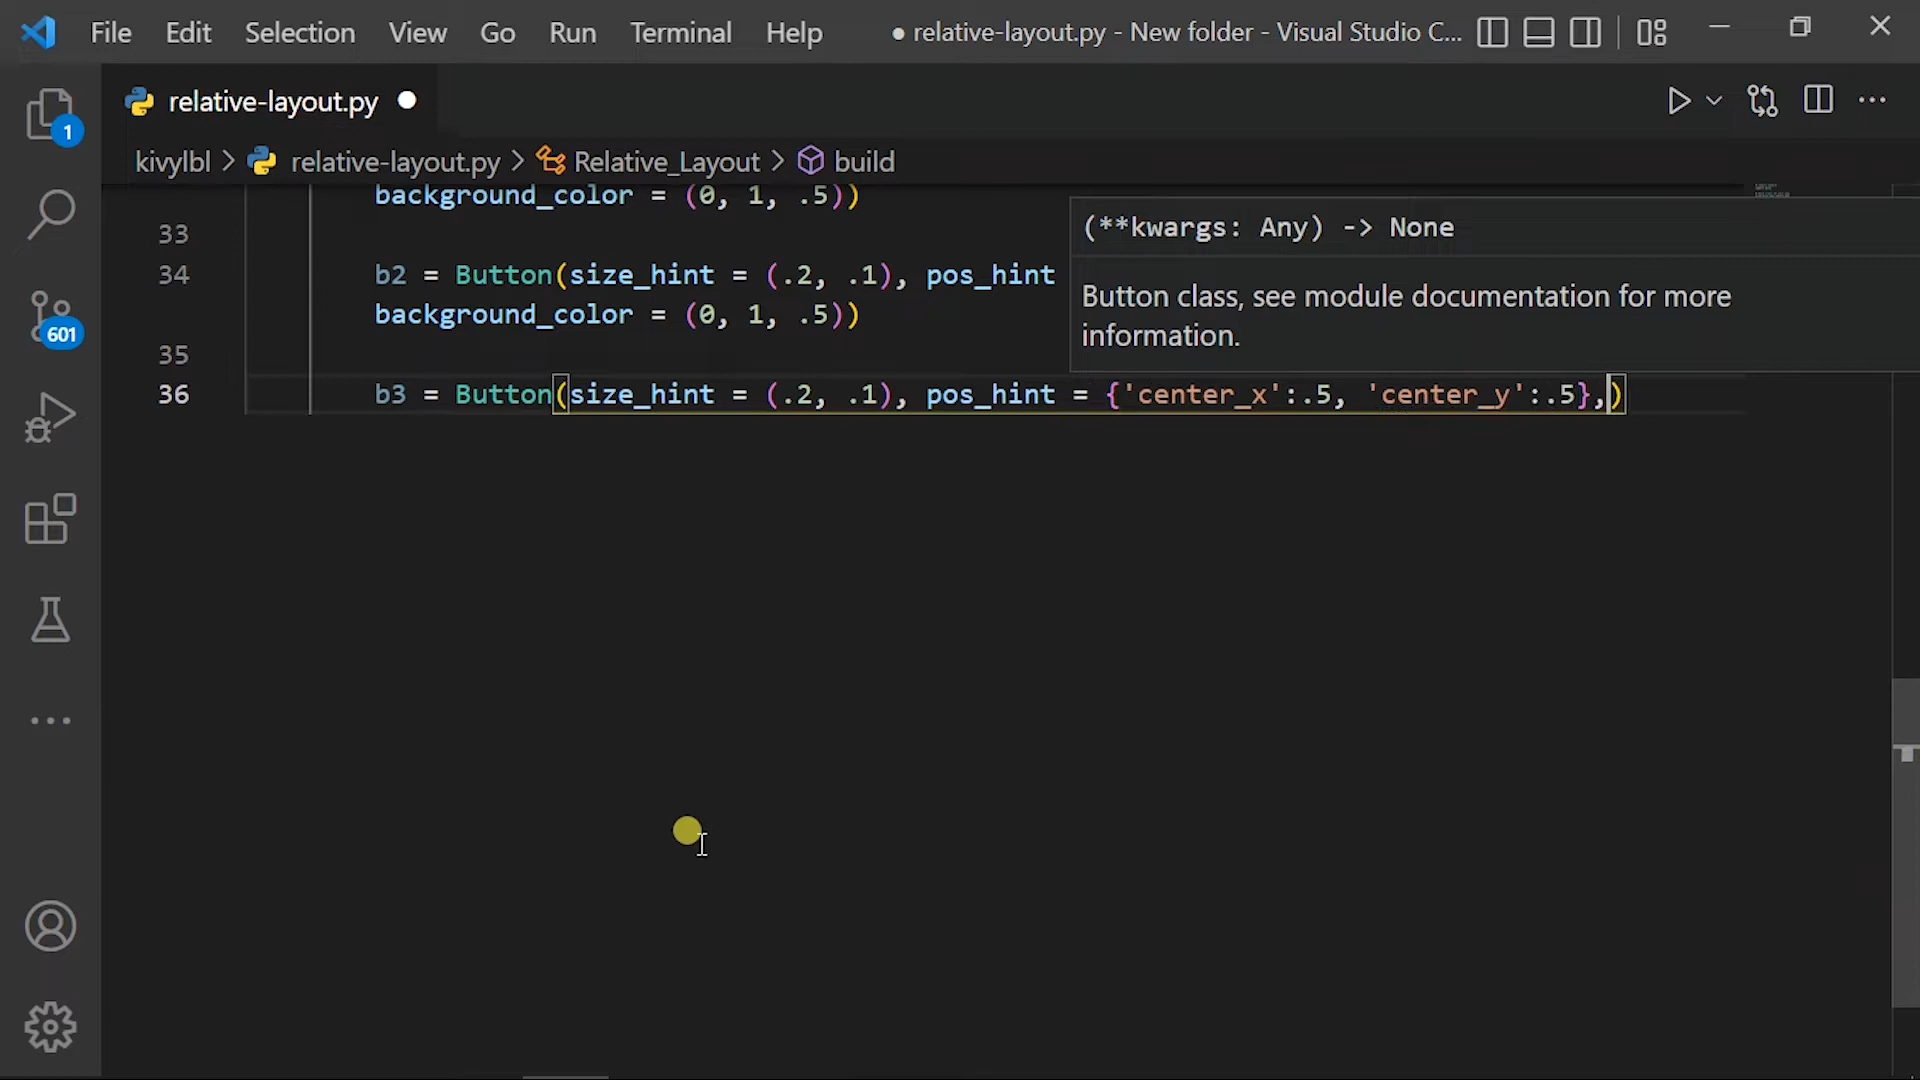 File Edit Selection View Go Run Terminal Help ● relative-layout.py - New folder - Visual Studio C...
relative-layout.py
1
kivylbl > relative-layout.py > Relative_Layout > build
background_color = (0, 1, .5))
(**kwargs: Any) -> None
33
34 b2 = Button(size_hint = (.2, .1), pos_hint
Button class, see module documentation for more
background_color = (0, 1, .5))
information.
601
35
36 b3 = Button(size_hint = (.2, .1), pos_hint = {'center_x':.5, 'center_y':.5},)